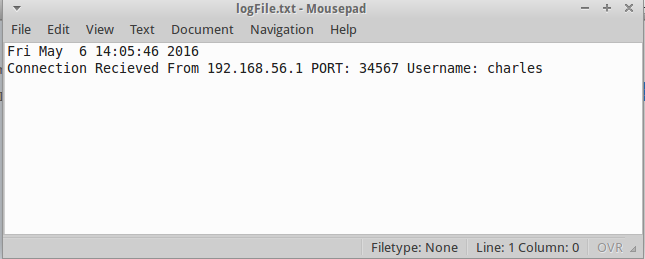 logFile.txt - Mousepad
File Edit View Text Document Navigation Help
Fri May  6 14:05:46 2016
Connection Recieved From 192.168.56.1 PORT: 34567 Username: charles
Filetype: None Line: 1 Column: 0 OVR